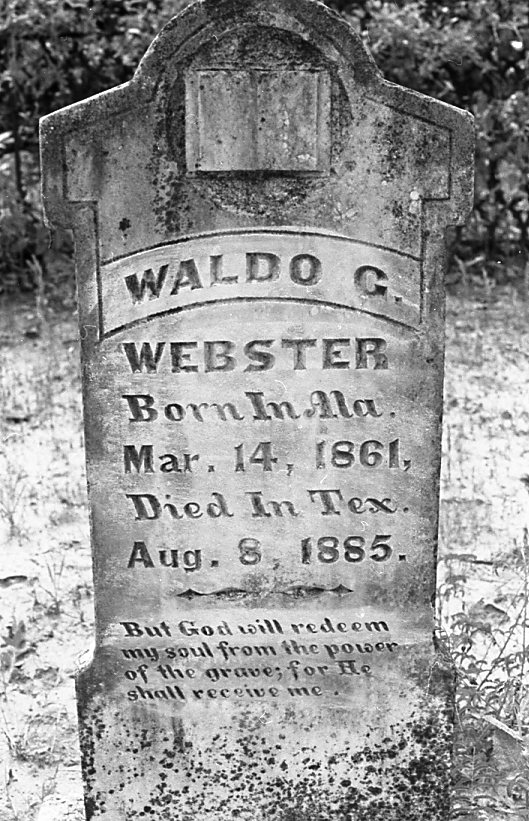 WALDO G.
WEBSTER
Born In Ala.
Mar. 14, 1861,
Died In Tex.
Aug. 8, 1885.
But God will redeem
my soul from the power
of the grave; for He
shall receive me.